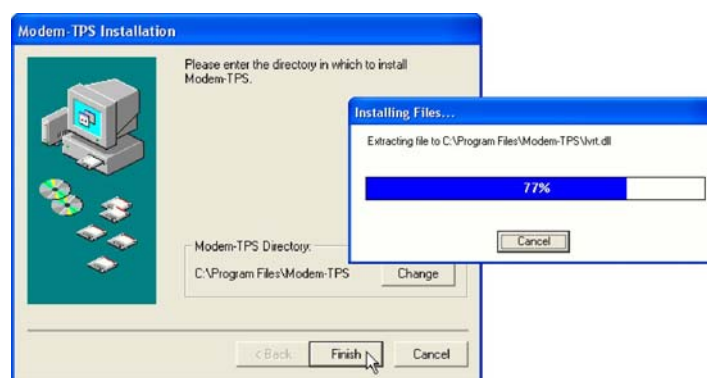 Modem-TPS Installation
Please enter the directory in which to install
Modem-TPS.
Installing Files...
Extracting file to C:\Program Files\Modem-TPS\lvrt.dll
77%
Cancel
Modem-TPS Directory:
C:\Program Files\Modem-TPS
Change
< Back
Finish
Cancel